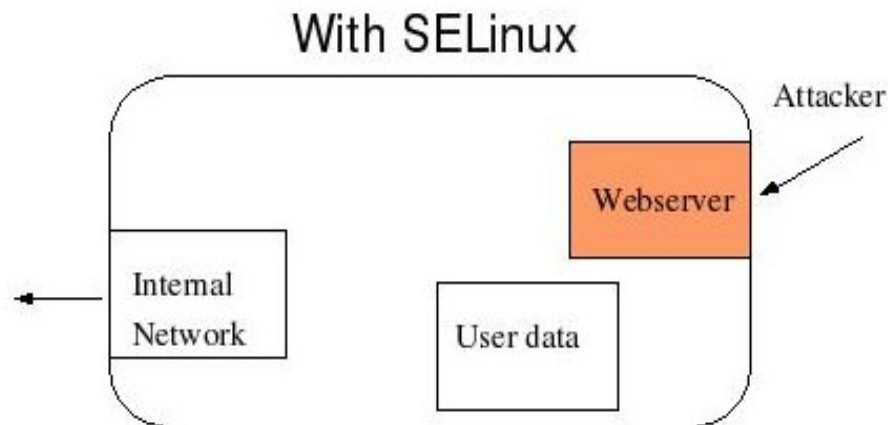 With SELinux
Attacker
Webserver
Internal
Network
User data